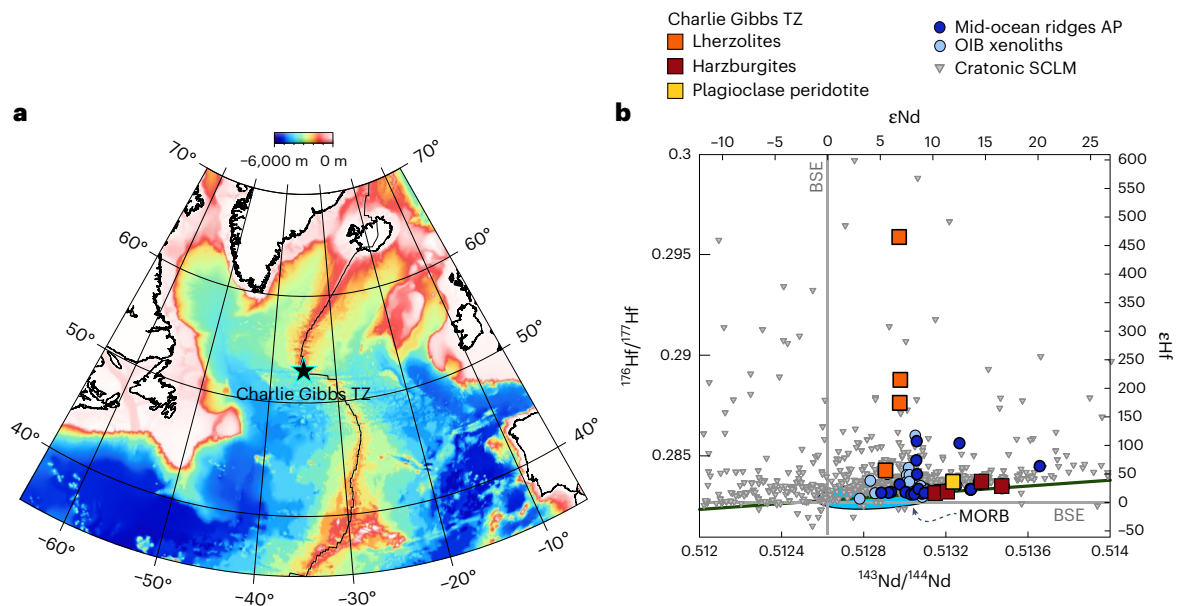 Charlie Gibbs TZ
Lherzolites
Harzburgites
Plagioclase peridotite
Mid-ocean ridges AP
OIB xenoliths
Cratonic SCLM
a
−6,000 m 0 m
70° 70°
60° 60°
50° 50°
40° 40°
Charlie Gibbs TZ
−60° −50° −40° −30° −20° −10°
b
εNd
−10 −5 0 5 10 15 20 25
BSE
0.3
0.295
0.29
0.285
¹⁷⁶Hf/¹⁷⁷Hf
600
550
500
450
400
350
300
250
200
150
100
50
0
−50
εHf
MORB
BSE
0.512 0.5124 0.5128 0.5132 0.5136 0.514
¹⁴³Nd/¹⁴⁴Nd